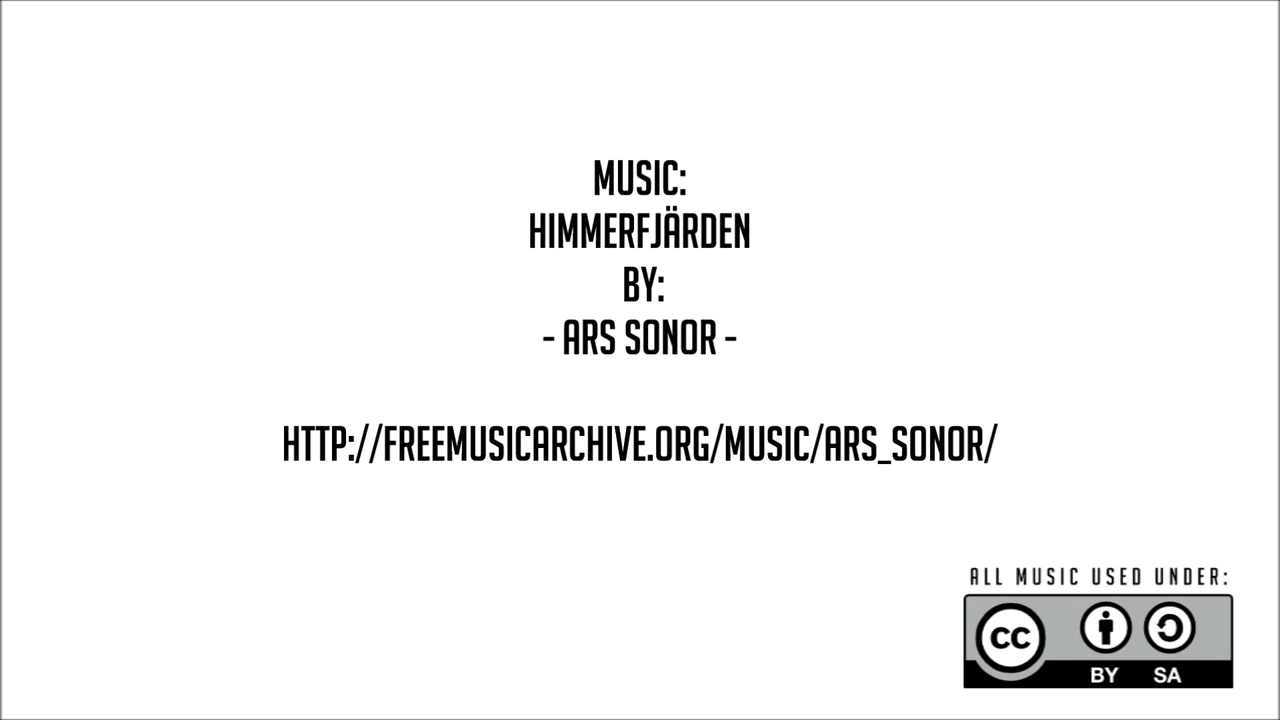 MUSIC:
HIMMERFJÄRDEN
BY:
- ARS SONOR -
HTTP://FREEMUSICARCHIVE.ORG/MUSIC/ARS_SONOR/
ALL MUSIC USED UNDER:
CC
BY SA